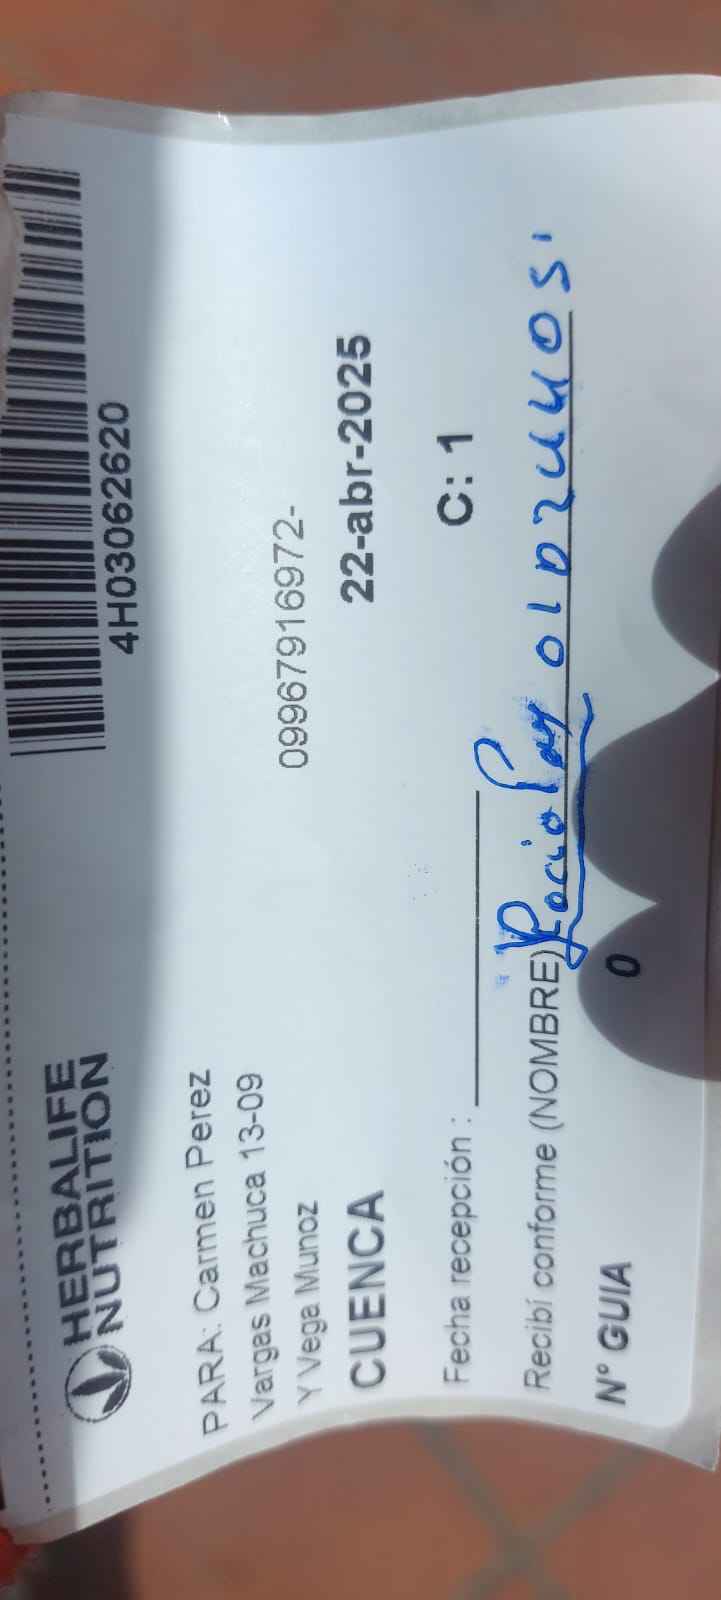 4H03062620
HERBALIFE
NUTRITION
PARA: Carmen Perez
Vargas Machuca 13-09
Y Vega Munoz 09967916972-
CUENCA 22-abr-2025
Fecha recepción : C: 1
Recibí conforme (NOMBRE) Rocio
N° GUIA 0